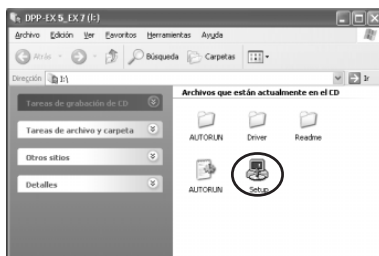 DPP-EX 5_EX 7 (I:)
Archivo Edición Ver Favoritos Herramientas Ayuda
Atrás Búsqueda Carpetas
Dirección I:\ Ir
Tareas de grabación de CD
Tareas de archivo y carpeta
Otros sitios
Detalles
Archivos que están actualmente en el CD
AUTORUN Driver Readme
AUTORUN Setup